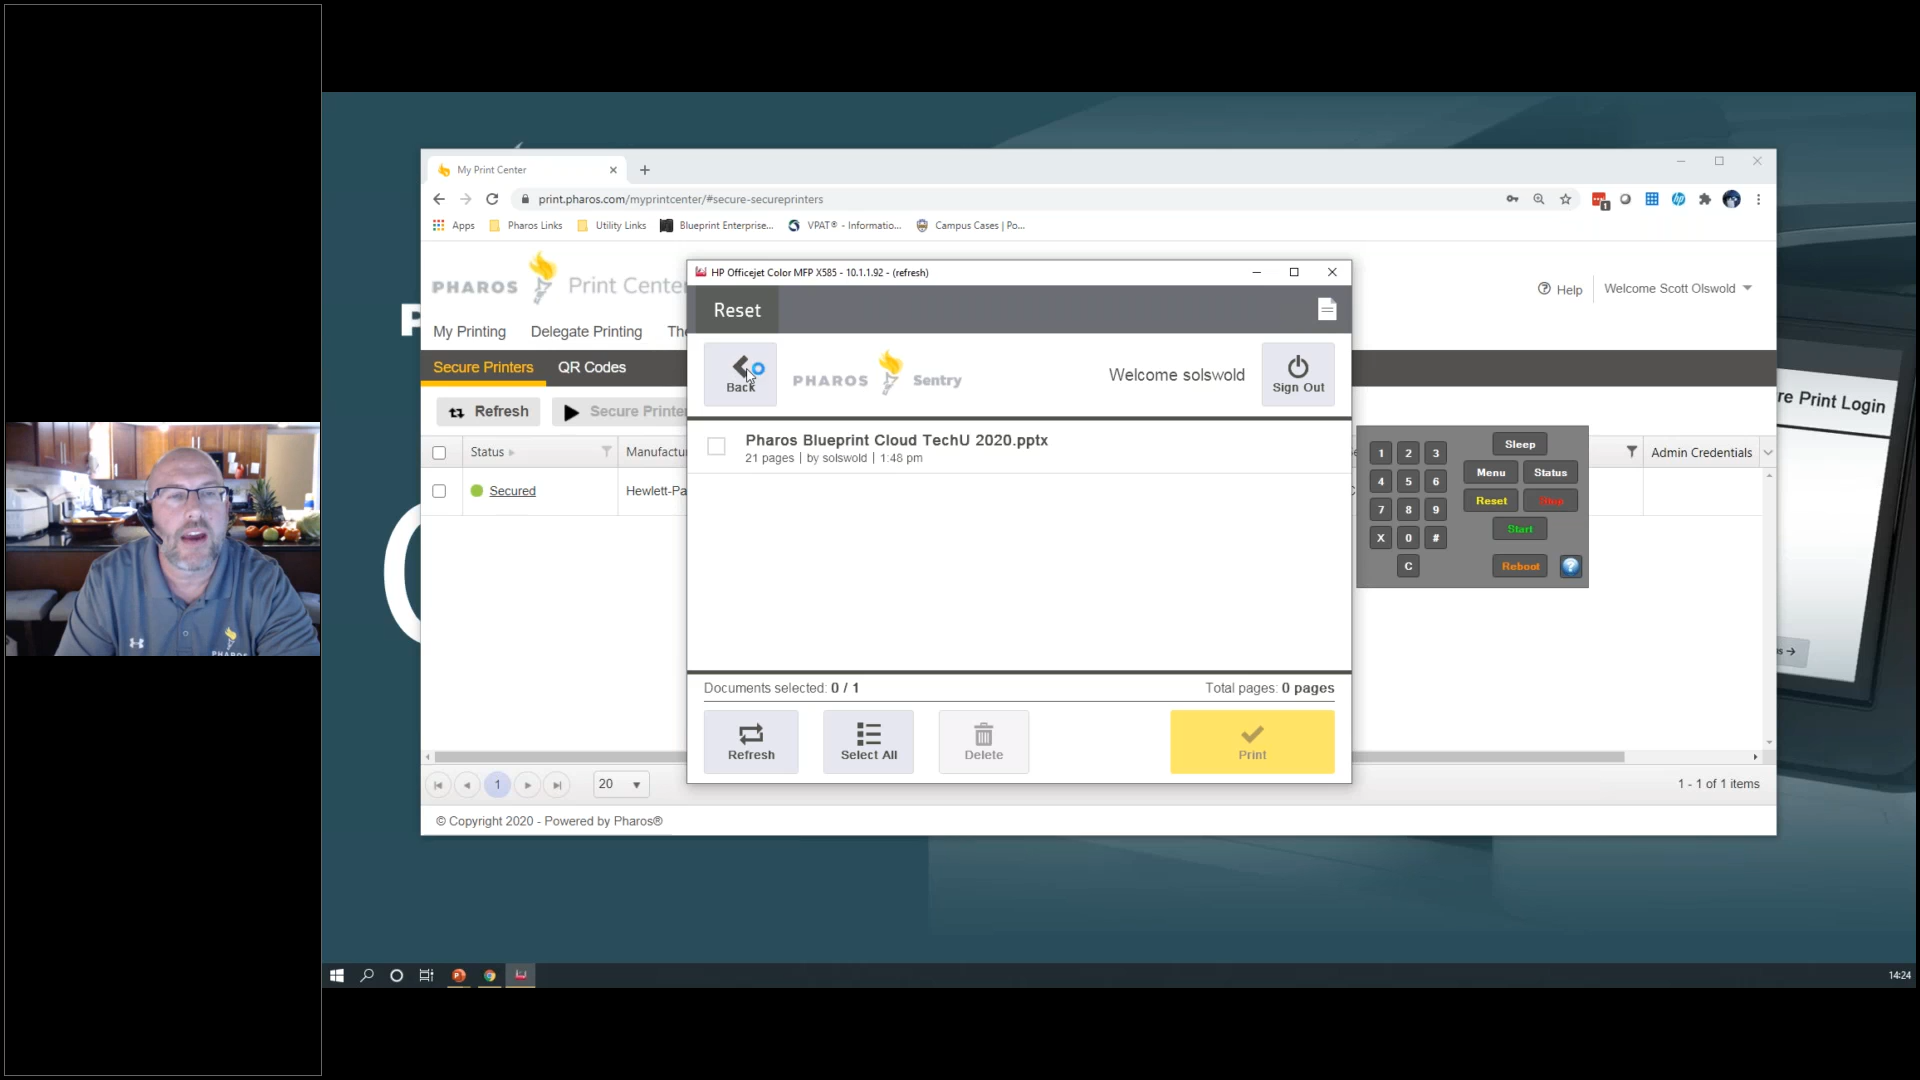 My Print Center
print.pharos.com/myprintcenter/#secure-secureprinters
Apps
Pharos Links
Utility Links
Blueprint Enterprise...
VPAT® - Informatio...
Campus Cases | Po...
PHAROS Print Center
Help
Welcome Scott Olswold
My Printing
Delegate Printing
Secure Printers
QR Codes
Refresh
Secure Printe
Status
Manufactu
Admin Credentials
Secured
Hewlett-Pa
1
20
1 - 1 of 1 items
© Copyright 2020 - Powered by Pharos®
HP Officejet Color MFP X585 - 10.1.1.92 - (refresh)
Reset
Back
PHAROS Sentry
Welcome solswold
Sign Out
Pharos Blueprint Cloud TechU 2020.pptx
21 pages | by solswold | 1:48 pm
Documents selected: 0 / 1
Total pages: 0 pages
Refresh
Select All
Delete
Print
1 2 3
4 5 6
7 8 9
X 0 #
C
Sleep
Menu
Status
Reset
Stop
Start
Reboot
re Print Login
PHAROS
14:24